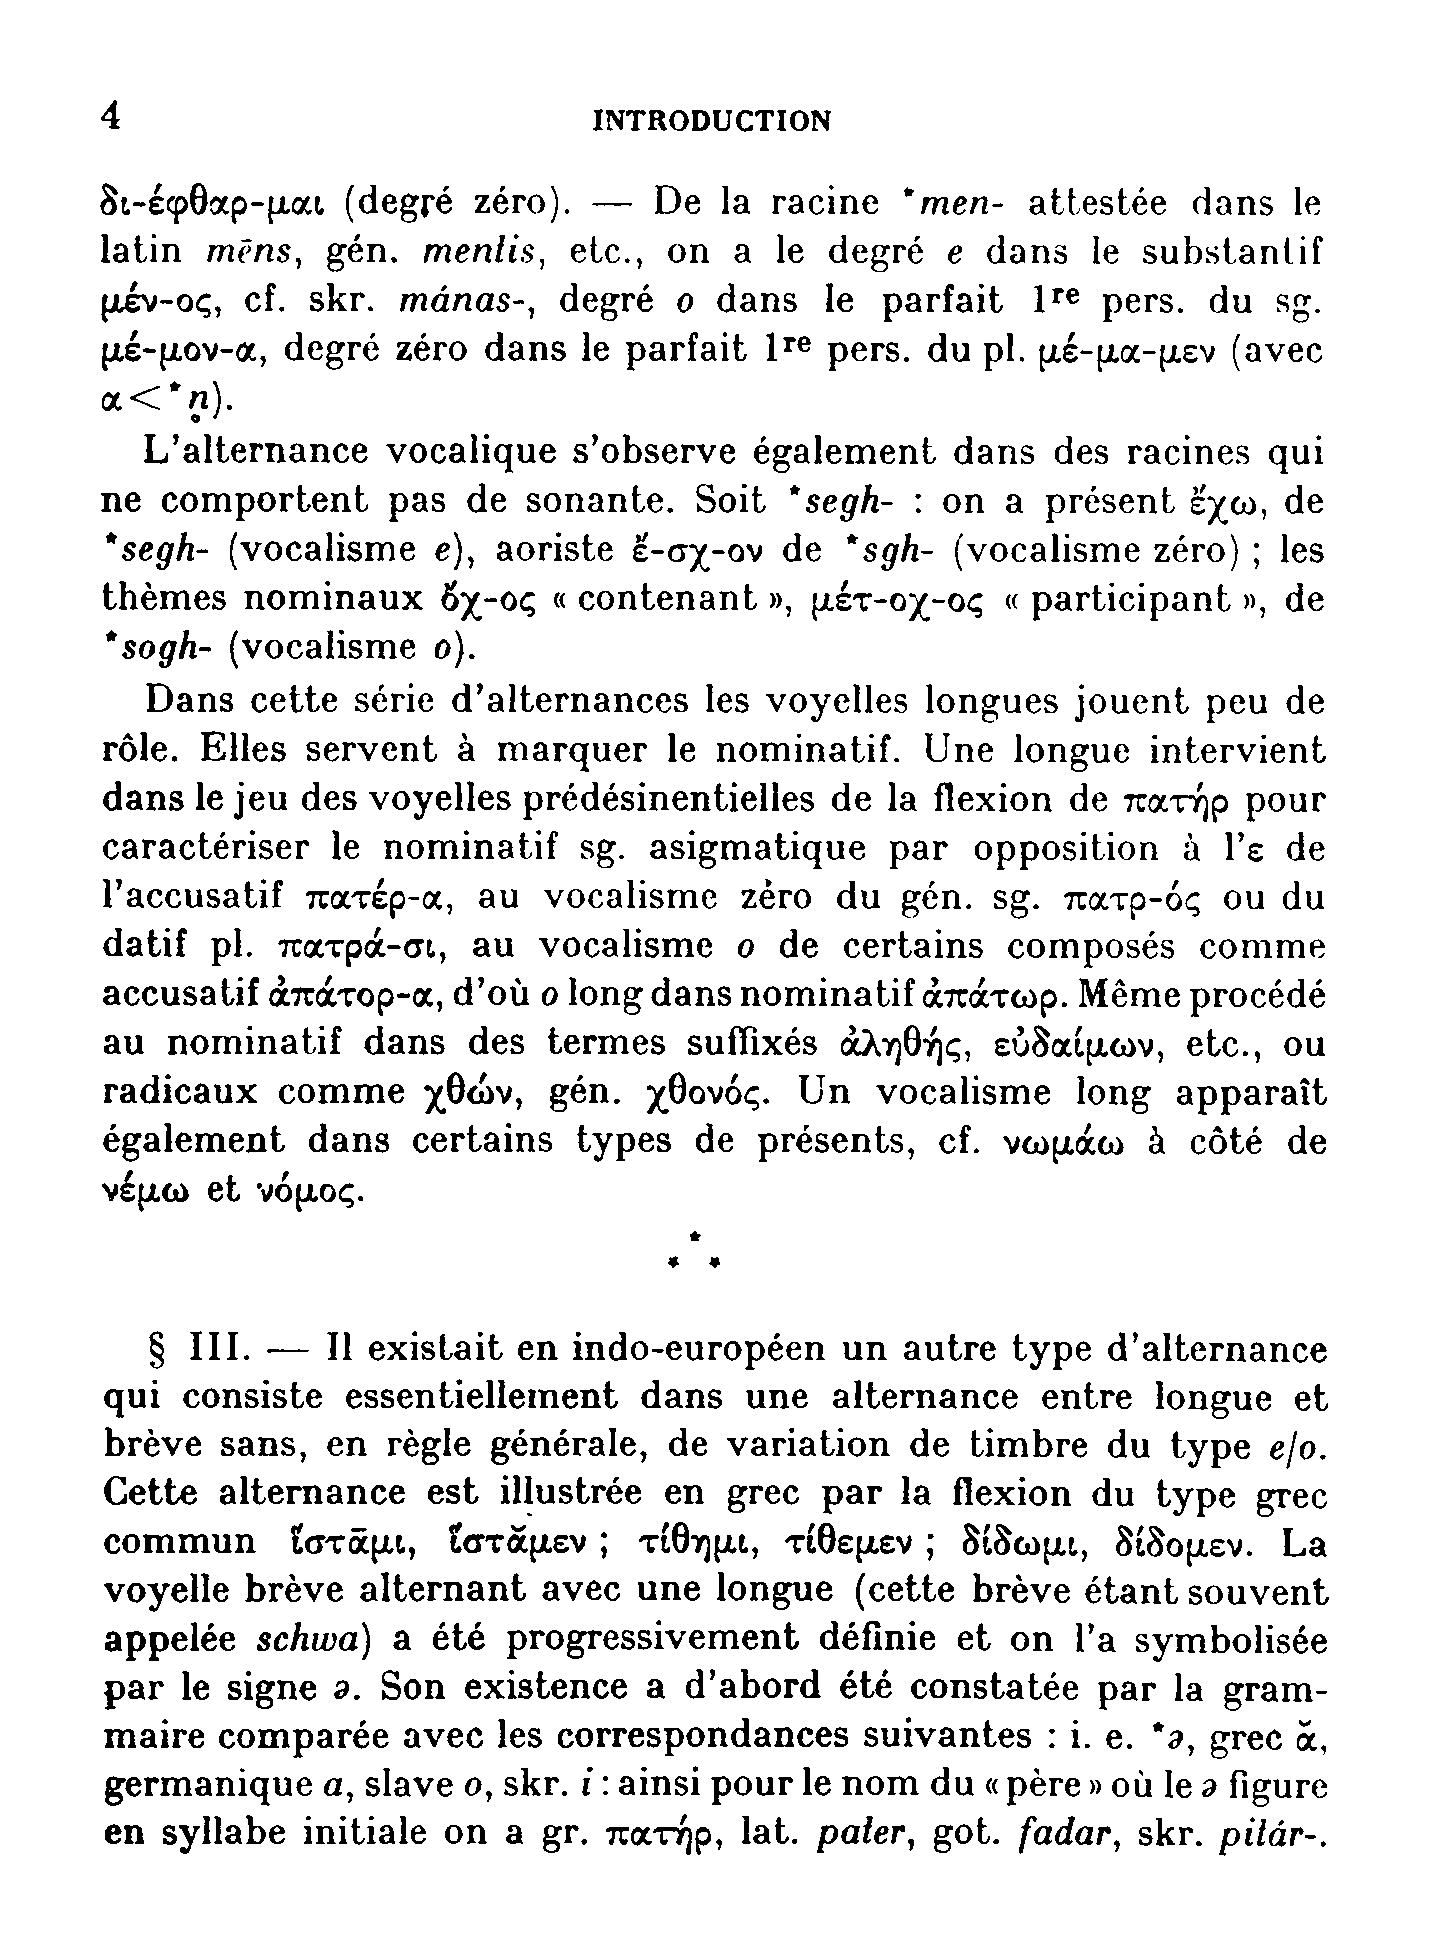 4
INTRODUCTION
δι-έφθαρ-μαι (degré zéro). — De la racine *men- attestée dans le
latin mēns, gén. mentis, etc., on a le degré e dans le substantif
μέν-ος, cf. skr. mánas-, degré o dans le parfait 1re pers. du sg.
μέ-μον-α, degré zéro dans le parfait 1re pers. du pl. μέ-μα-μεν (avec
α<*n̥).
L'alternance vocalique s'observe également dans des racines qui
ne comportent pas de sonante. Soit *segh- : on a présent ἔχω, de
*segh- (vocalisme e), aoriste ἔ-σχ-ον de *sgh- (vocalisme zéro) ; les
thèmes nominaux ὄχ-ος « contenant », μέτ-οχ-ος « participant », de
*sogh- (vocalisme o).
Dans cette série d'alternances les voyelles longues jouent peu de
rôle. Elles servent à marquer le nominatif. Une longue intervient
dans le jeu des voyelles prédésinentielles de la flexion de πατήρ pour
caractériser le nominatif sg. asigmatique par opposition à l'ε de
l'accusatif πατέρ-α, au vocalisme zéro du gén. sg. πατρ-ός ou du
datif pl. πατρά-σι, au vocalisme o de certains composés comme
accusatif ἀπάτορ-α, d'où o long dans nominatif ἀπάτωρ. Même procédé
au nominatif dans des termes suffixés ἀληθής, εὐδαίμων, etc., ou
radicaux comme χθών, gén. χθονός. Un vocalisme long apparaît
également dans certains types de présents, cf. νωμάω à côté de
νέμω et νόμος.
*
* *
§ III. — Il existait en indo-européen un autre type d'alternance
qui consiste essentiellement dans une alternance entre longue et
brève sans, en règle générale, de variation de timbre du type e/o.
Cette alternance est illustrée en grec par la flexion du type grec
commun ἵστᾱμι, ἵστᾰμεν ; τίθημι, τίθεμεν ; δίδωμι, δίδομεν. La
voyelle brève alternant avec une longue (cette brève étant souvent
appelée schwa) a été progressivement définie et on l'a symbolisée
par le signe ə. Son existence a d'abord été constatée par la gram-
maire comparée avec les correspondances suivantes : i. e. *ə, grec ᾰ,
germanique a, slave o, skr. i : ainsi pour le nom du « père » où le ə figure
en syllabe initiale on a gr. πατήρ, lat. pater, got. fadar, skr. pitár-.